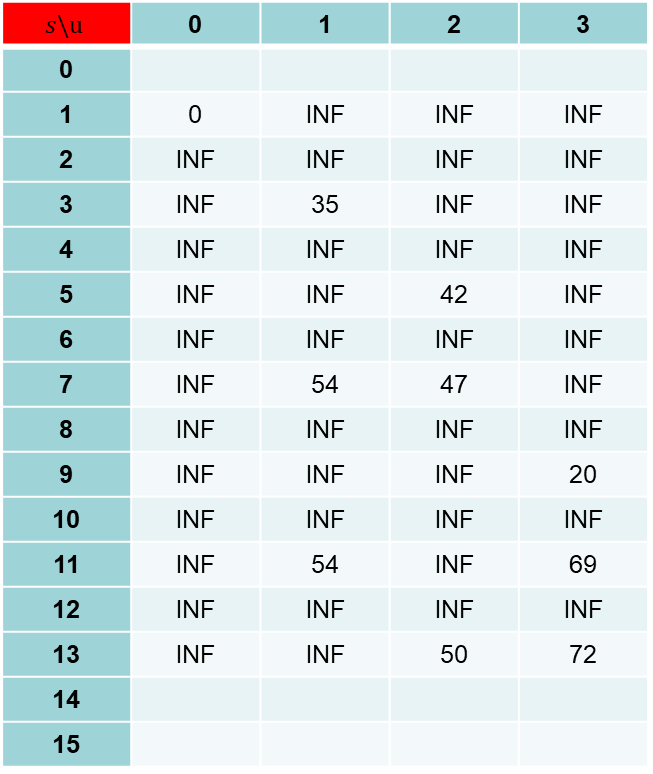 s\u 0 1 2 3
0
1 0 INF INF INF
2 INF INF INF INF
3 INF 35 INF INF
4 INF INF INF INF
5 INF INF 42 INF
6 INF INF INF INF
7 INF 54 47 INF
8 INF INF INF INF
9 INF INF INF 20
10 INF INF INF INF
11 INF 54 INF 69
12 INF INF INF INF
13 INF INF 50 72
14
15